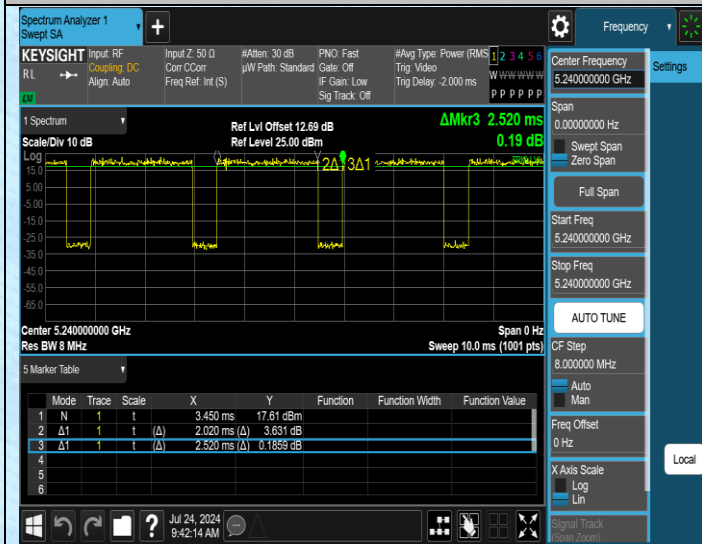 Spectrum Analyzer 1
Swept SA
Frequency
KEYSIGHT
RL
LXI
Input: RF
Coupling: DC
Align: Auto
Input Z: 50 Ω
Corr CCorr
Freq Ref: Int (S)
#Atten: 30 dB
µW Path: Standard
PNO: Fast
Gate: Off
IF Gain: Low
Sig Track: Off
#Avg Type: Power (RMS
Trig: Video
Trig Delay: -2.000 ms
1 2 3 4 5 6
W W W W W W
P P P P P P
Settings
1 Spectrum
Scale/Div 10 dB
Ref Lvl Offset 12.69 dB
Ref Level 25.00 dBm
ΔMkr3 2.520 ms
0.19 dB
Log
15.0
5.00
-5.00
-15.0
-25.0
-35.0
-45.0
-55.0
-65.0
2Δ1 3Δ1
Center 5.240000000 GHz
Span 0 Hz
Res BW 8 MHz
Sweep 10.0 ms (1001 pts)
5 Marker Table
Mode Trace Scale X Y Function Function Width Function Value
1 N 1 t 3.450 ms 17.61 dBm
2 Δ1 1 t (Δ) 2.020 ms (Δ) 3.631 dB
3 Δ1 1 t (Δ) 2.520 ms (Δ) 0.1859 dB
4
5
6
Center Frequency
5.240000000 GHz
Span
0.00000000 Hz
Swept Span
Zero Span
Full Span
Start Freq
5.240000000 GHz
Stop Freq
5.240000000 GHz
AUTO TUNE
CF Step
8.000000 MHz
Auto
Man
Freq Offset
0 Hz
X Axis Scale
Log
Lin
Signal Track
(Span Zoom)
Local
?
Jul 24, 2024
9:42:14 AM